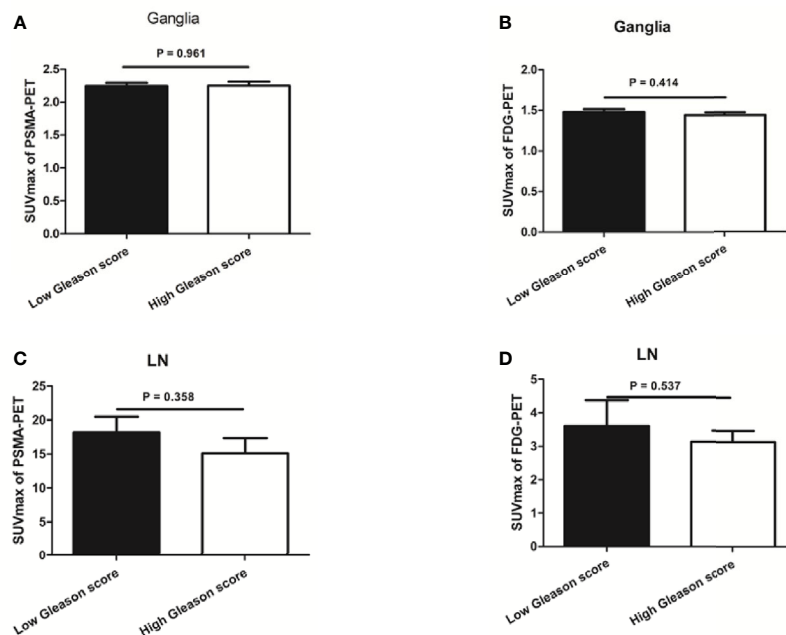 A
Ganglia
P = 0.961
SUVmax of PSMA-PET
2.5
2.0
1.5
1.0
0.5
0.0
Low Gleason score
High Gleason score
B
Ganglia
P = 0.414
SUVmax of FDG-PET
2.0
1.5
1.0
0.5
0.0
Low Gleason score
High Gleason score
C
LN
P = 0.358
SUVmax of PSMA-PET
25
20
15
10
5
0
Low Gleason score
High Gleason score
D
LN
P = 0.537
SUVmax of FDG-PET
5
4
3
2
1
0
Low Gleason score
High Gleason score